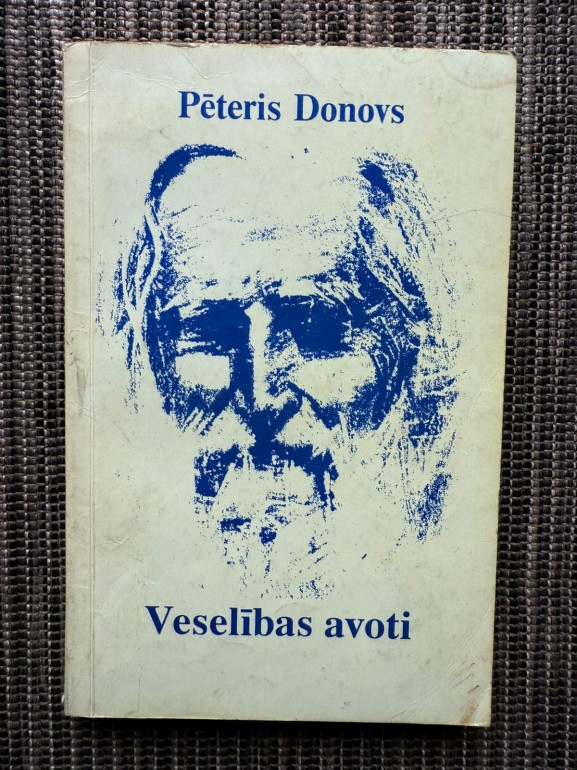 Pēteris Donovs
Veselības avoti